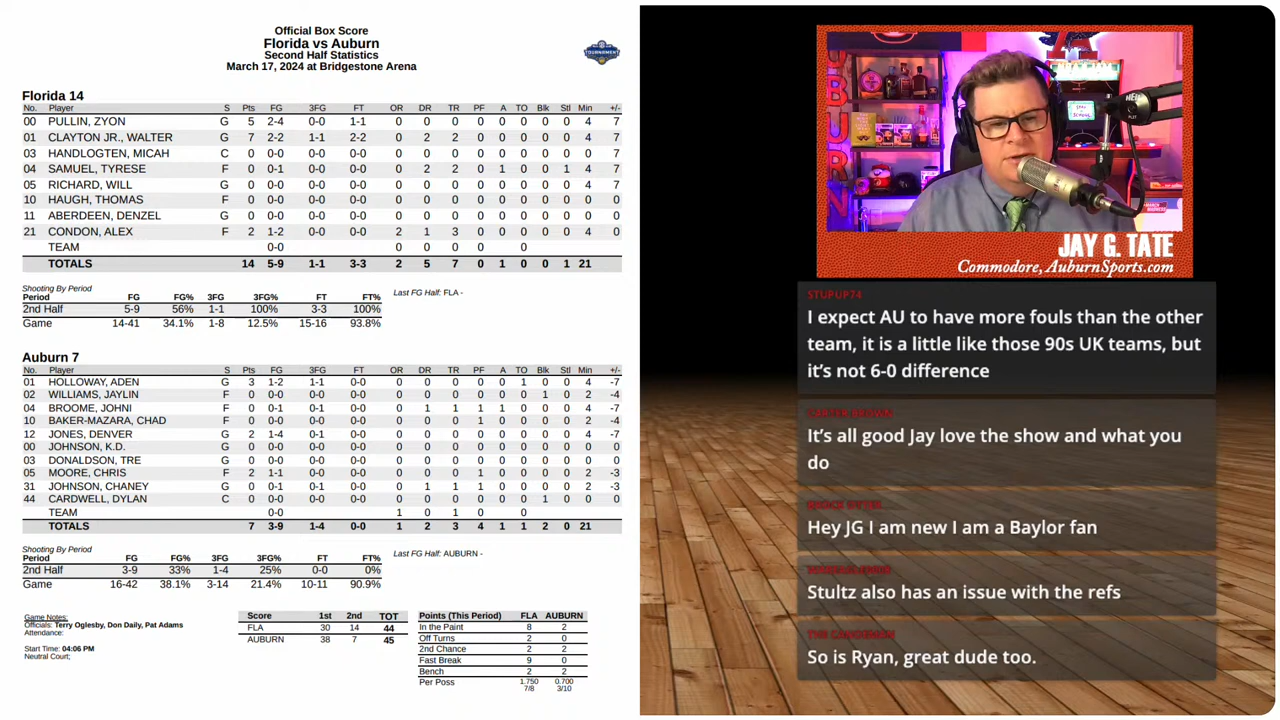 Official Box Score
Florida vs Auburn
Second Half Statistics
March 17, 2024 at Bridgestone Arena
TOURNAMENT
Florida 14
No. Player S Pts FG 3FG FT OR DR TR PF A TO Blk Stl Min +/-
00 PULLIN, ZYON G 5 2-4 0-0 1-1 0 0 0 0 0 0 0 0 4 7
01 CLAYTON JR., WALTER G 7 2-2 1-1 2-2 0 2 2 0 0 0 0 0 4 7
03 HANDLOGTEN, MICAH C 0 0-0 0-0 0-0 0 0 0 0 0 0 0 0 0 7
04 SAMUEL, TYRESE F 0 0-1 0-0 0-0 0 2 2 0 1 0 0 1 4 7
05 RICHARD, WILL G 0 0-0 0-0 0-0 0 0 0 0 0 0 0 0 4 7
10 HAUGH, THOMAS F 0 0-0 0-0 0-0 0 0 0 0 0 0 0 0 0 0
11 ABERDEEN, DENZEL G 0 0-0 0-0 0-0 0 0 0 0 0 0 0 0 0 0
21 CONDON, ALEX F 2 1-2 0-0 0-0 2 1 3 0 0 0 0 0 4 0
TEAM 0-0 0 0 0 0 0
TOTALS 14 5-9 1-1 3-3 2 5 7 0 1 0 0 1 21
Shooting By Period
Period FG FG% 3FG 3FG% FT FT%
2nd Half 5-9 56% 1-1 100% 3-3 100%
Game 14-41 34.1% 1-8 12.5% 15-16 93.8%
Last FG Half: FLA -
Auburn 7
No. Player S Pts FG 3FG FT OR DR TR PF A TO Blk Stl Min +/-
01 HOLLOWAY, ADEN G 3 1-2 1-1 0-0 0 0 0 0 0 1 0 0 4 -7
02 WILLIAMS, JAYLIN F 0 0-0 0-0 0-0 0 0 0 0 0 0 1 0 2 -4
04 BROOME, JOHNI F 0 0-1 0-1 0-0 0 1 1 1 1 0 0 0 4 -7
10 BAKER-MAZARA, CHAD F 0 0-0 0-0 0-0 0 0 0 1 0 0 0 0 2 -4
12 JONES, DENVER G 2 1-4 0-1 0-0 0 0 0 0 0 0 0 0 4 -7
00 JOHNSON, K.D. G 0 0-0 0-0 0-0 0 0 0 0 0 0 0 0 0 0
03 DONALDSON, TRE G 0 0-0 0-0 0-0 0 0 0 0 0 0 0 0 0 0
05 MOORE, CHRIS F 2 1-1 0-0 0-0 0 0 0 1 0 0 0 0 2 -3
31 JOHNSON, CHANEY G 0 0-1 0-1 0-0 0 1 1 1 0 0 0 0 2 -3
44 CARDWELL, DYLAN C 0 0-0 0-0 0-0 0 0 0 0 0 0 1 0 0 0
TEAM 0-0 1 0 1 0 0
TOTALS 7 3-9 1-4 0-0 1 2 3 4 1 1 2 0 21
Shooting By Period
Period FG FG% 3FG 3FG% FT FT%
2nd Half 3-9 33% 1-4 25% 0-0 0%
Game 16-42 38.1% 3-14 21.4% 10-11 90.9%
Last FG Half: AUBURN -
Game Notes:
Officials: Terry Oglesby, Don Daily, Pat Adams
Attendance:
Start Time: 04:06 PM
Neutral Court;
Score 1st 2nd TOT
FLA 30 14 44
AUBURN 38 7 45
Points (This Period) FLA AUBURN
In the Paint 8 2
Off Turns 2 0
2nd Chance 2 2
Fast Break 9 0
Bench 2 2
Per Poss 1.750 0.700
7/8 3/10
JAY G. TATE
Commodore, AuburnSports.com
STUPUP74
I expect AU to have more fouls than the other
team, it is a little like those 90s UK teams, but
it's not 6-0 difference
CARTER BROWN
It's all good Jay love the show and what you
do
Hey JG I am new I am a Baylor fan
Stultz also has an issue with the refs
THE CANDEMAN
So is Ryan, great dude too.